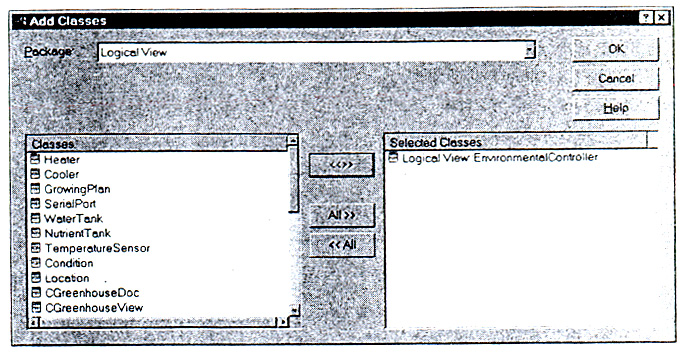 Add Classes
Package:
Logical View
OK
Cancel
Help
Classes
Heater
Cooler
GrowingPlan
SerialPort
WaterTank
NutrientTank
TemperatureSensor
Condition
Location
CGreenhouseDoc
CGreenhouseView
<<>>
All >>
<< All
Selected Classes
Logical View EnvironmentalController